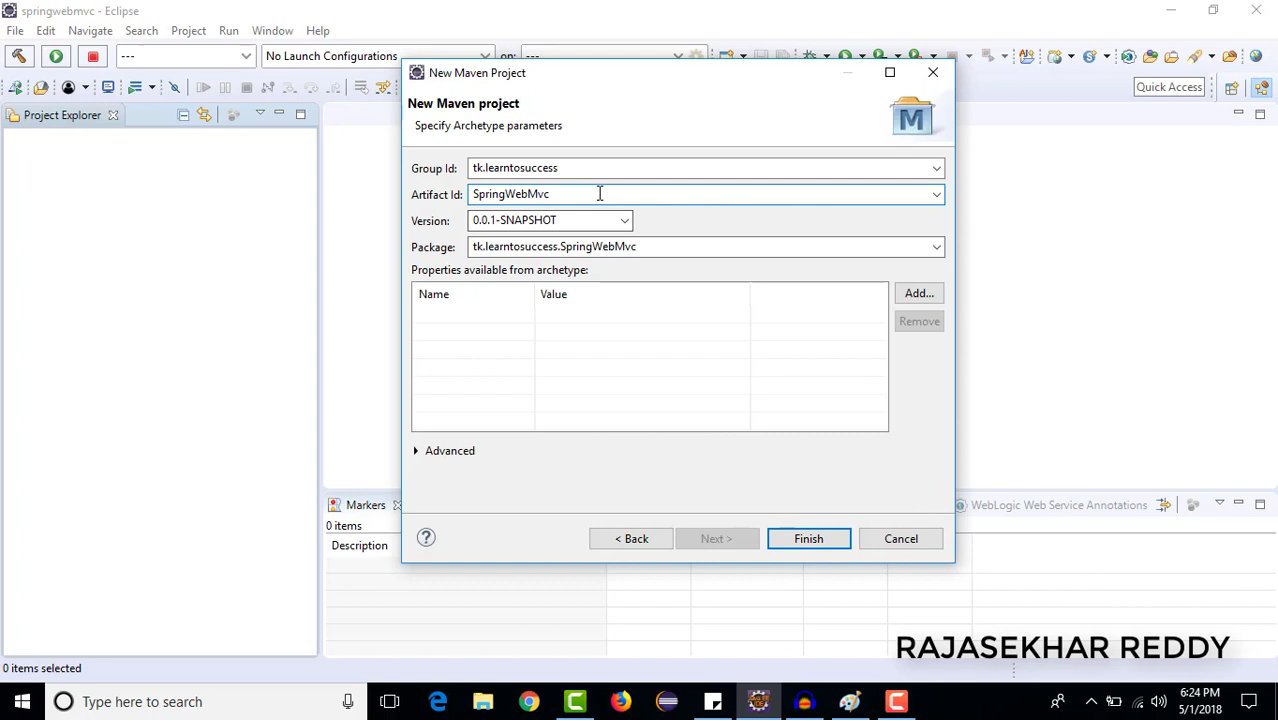 springwebmvc - Eclipse
File Edit Navigate Search Project Run Window Help
--- No Launch Configurations on: ---
Quick Access
Project Explorer
New Maven Project
New Maven project
Specify Archetype parameters
M
Group Id: tk.learntosuccess
Artifact Id: SpringWebMvc
Version: 0.0.1-SNAPSHOT
Package: tk.learntosuccess.SpringWebMvc
Properties available from archetype:
Name Value
Add...
Remove
Advanced
? < Back Next > Finish Cancel
Markers WebLogic Web Service Annotations
0 items
Description
RAJASEKHAR REDDY
0 items selected
Type here to search
6:24 PM
5/1/2018